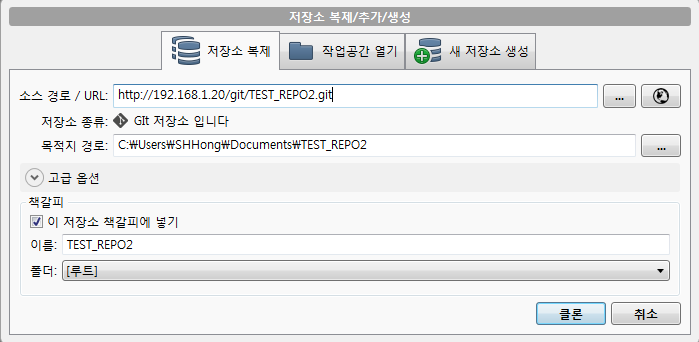 저장소 복제/추가/생성
저장소 복제 작업공간 열기 새 저장소 생성
소스 경로 / URL: http://192.168.1.20/git/TEST_REPO2.git ...
저장소 종류: GIt 저장소 입니다
목적지 경로: C:₩Users₩SHHong₩Documents₩TEST_REPO2 ...
고급 옵션
책갈피
이 저장소 책갈피에 넣기
이름: TEST_REPO2
폴더: [루트]
클론 취소